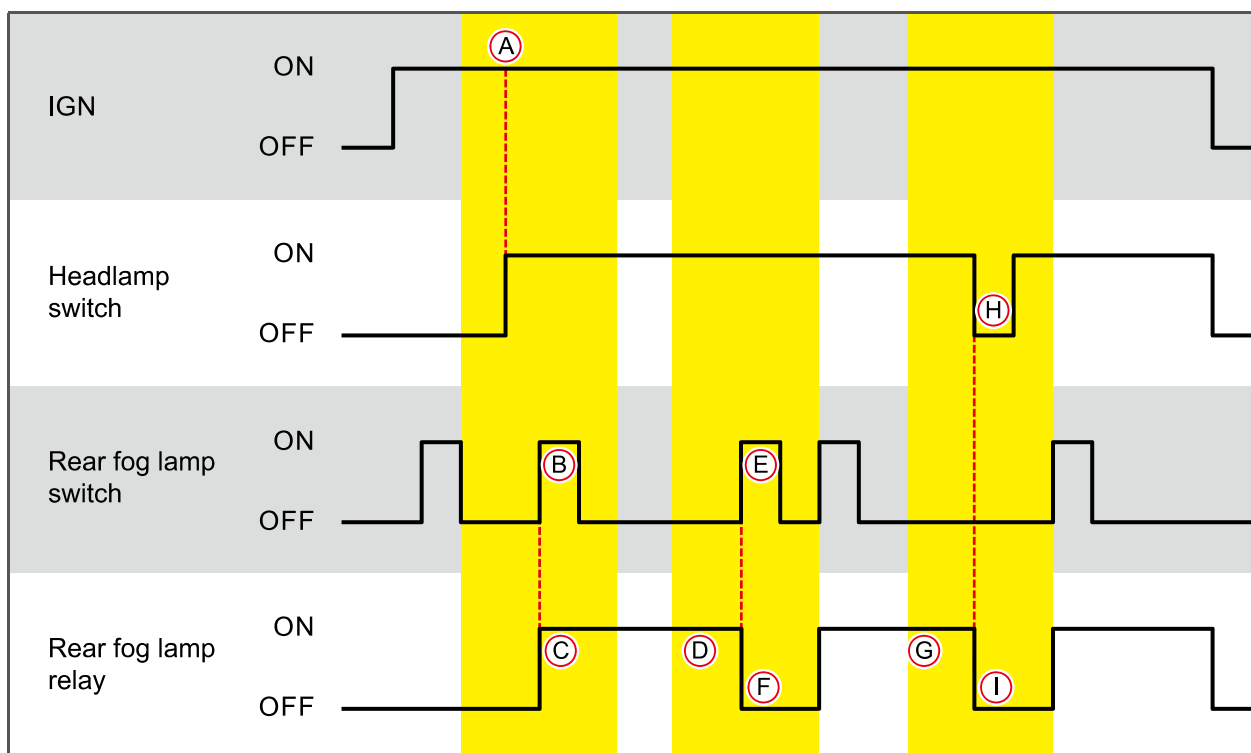 A
ON
IGN
OFF
ON
Headlamp
switch
H
OFF
ON
Rear fog lamp
switch
B
E
OFF
ON
Rear fog lamp
relay
C
D
G
F
I
OFF